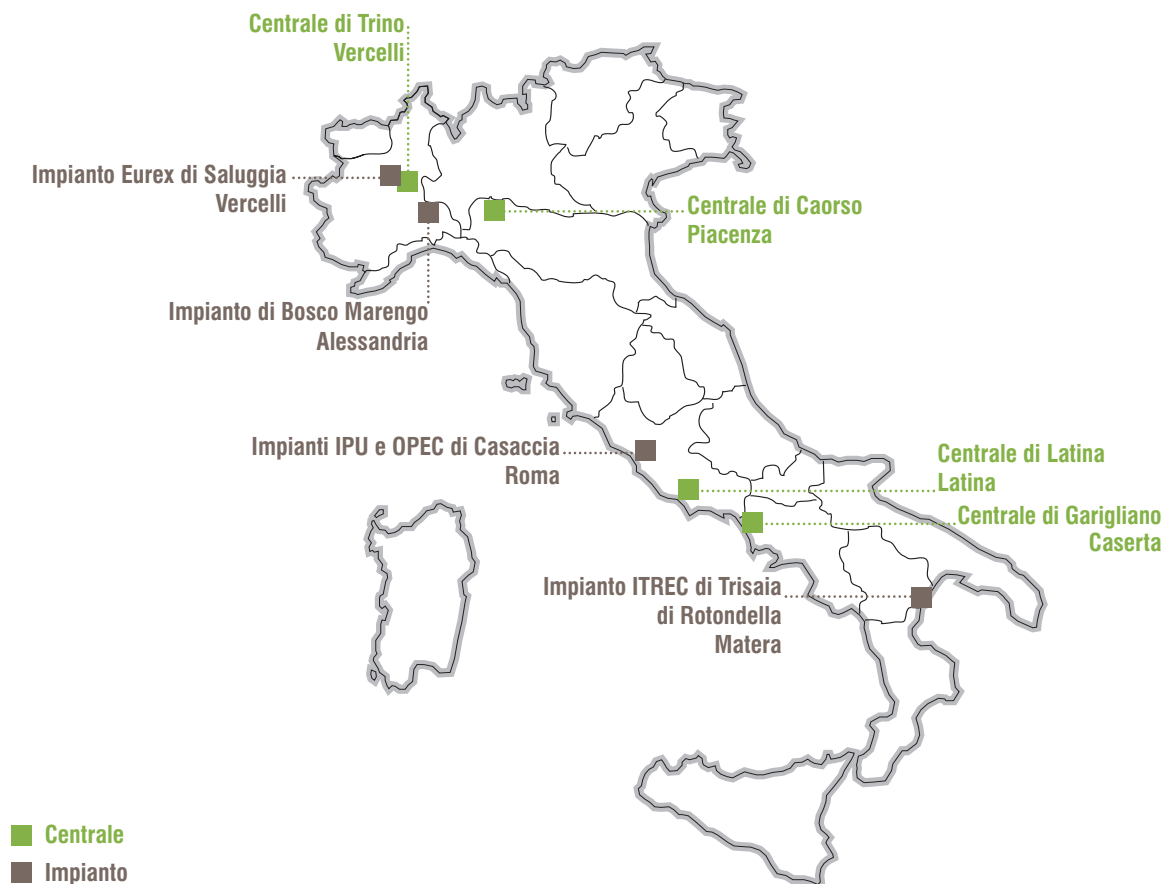 Centrale di Trino
Vercelli
Impianto Eurex di Saluggia
Vercelli
Centrale di Caorso
Piacenza
Impianto di Bosco Marengo
Alessandria
Impianti IPU e OPEC di Casaccia
Roma
Centrale di Latina
Latina
Centrale di Garigliano
Caserta
Impianto ITREC di Trisaia
di Rotondella
Matera
Centrale
Impianto